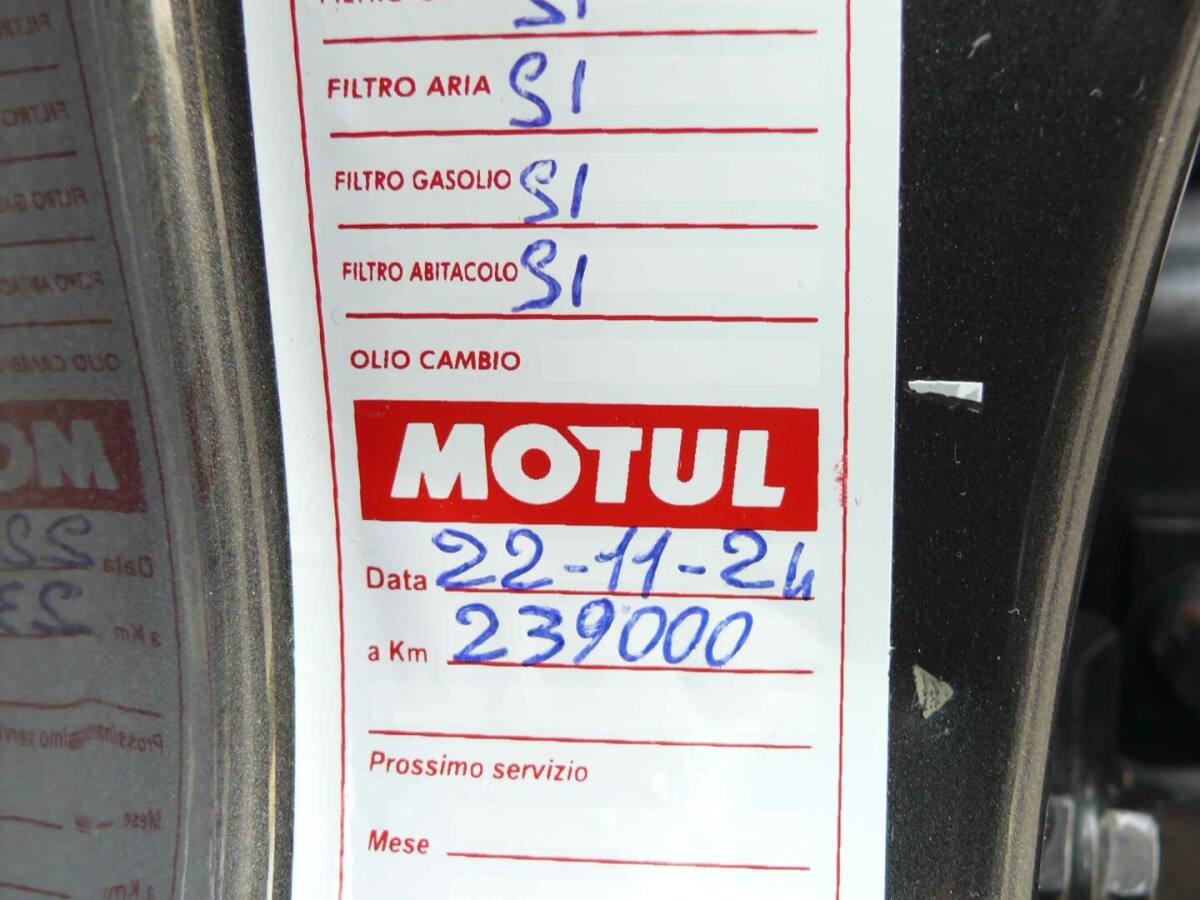 SI
FILTRO ARIA SI
FILTRO GASOLIO SI
FILTRO ABITACOLO SI
OLIO CAMBIO
MOTUL
Data 22-11-24
a Km 239000
Prossimo servizio
Mese